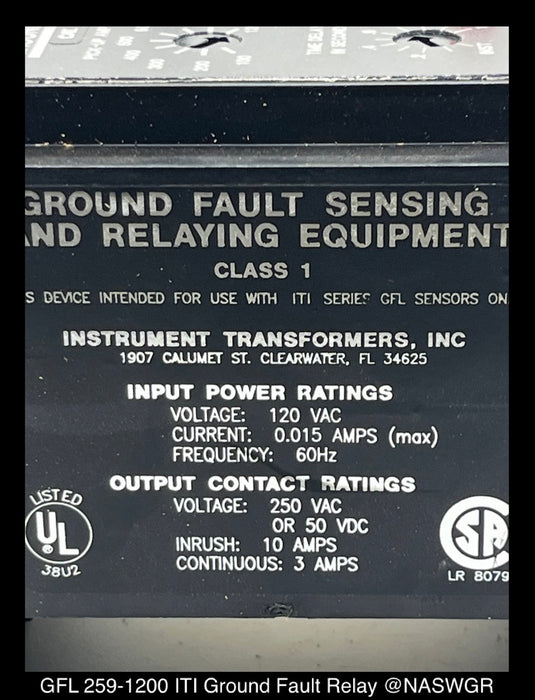 GROUND FAULT SENSING
AND RELAYING EQUIPMENT
CLASS 1
S DEVICE INTENDED FOR USE WITH ITI SERIES GFL SENSORS ON
INSTRUMENT TRANSFORMERS, INC
1907 CALUMET ST. CLEARWATER, FL 34625
INPUT POWER RATINGS
VOLTAGE: 120 VAC
CURRENT: 0.015 AMPS (max)
FREQUENCY: 60Hz
OUTPUT CONTACT RATINGS
VOLTAGE: 250 VAC
OR 50 VDC
INRUSH: 10 AMPS
CONTINUOUS: 3 AMPS
LISTED
UL
38U2
SA
LR 8079
GFL 259-1200 ITI Ground Fault Relay @NASWGR